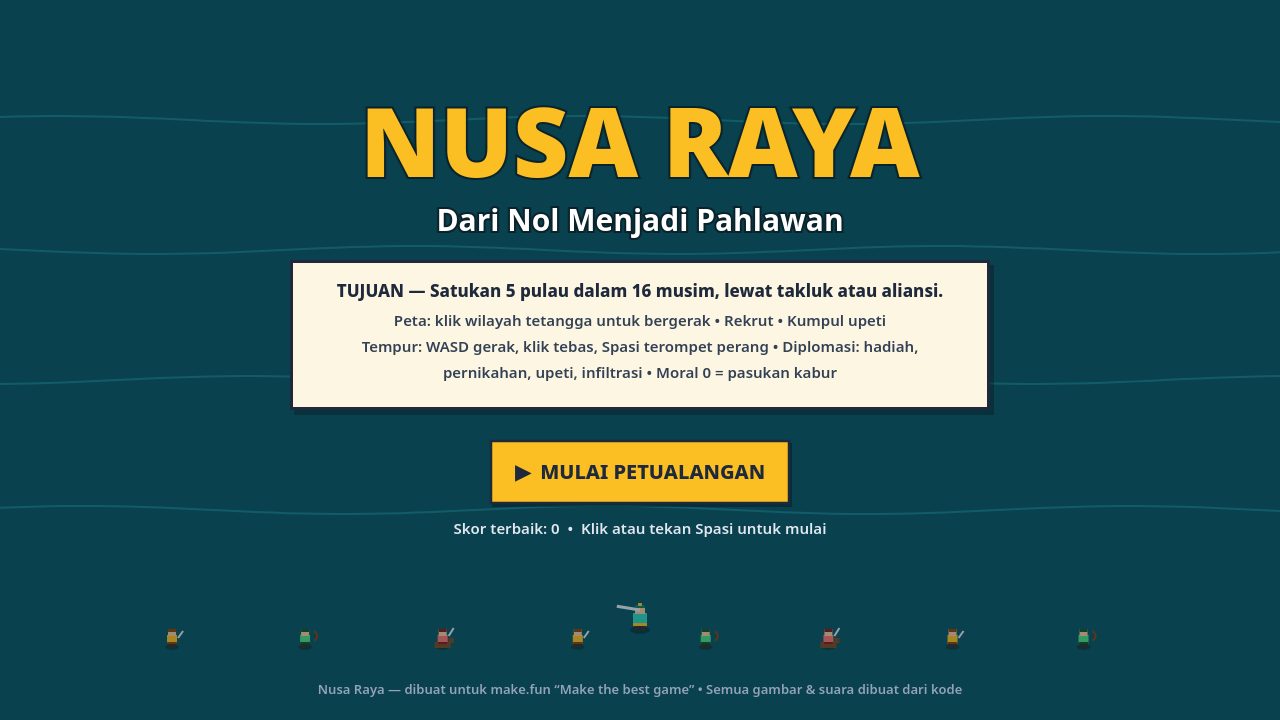 NUSA RAYA
Dari Nol Menjadi Pahlawan
TUJUAN — Satukan 5 pulau dalam 16 musim, lewat takluk atau aliansi.
Peta: klik wilayah tetangga untuk bergerak • Rekrut • Kumpul upeti
Tempur: WASD gerak, klik tebas, Spasi terompet perang • Diplomasi: hadiah,
pernikahan, upeti, infiltrasi • Moral 0 = pasukan kabur
▶ MULAI PETUALANGAN
Skor terbaik: 0 • Klik atau tekan Spasi untuk mulai
Nusa Raya — dibuat untuk make.fun “Make the best game” • Semua gambar & suara dibuat dari kode